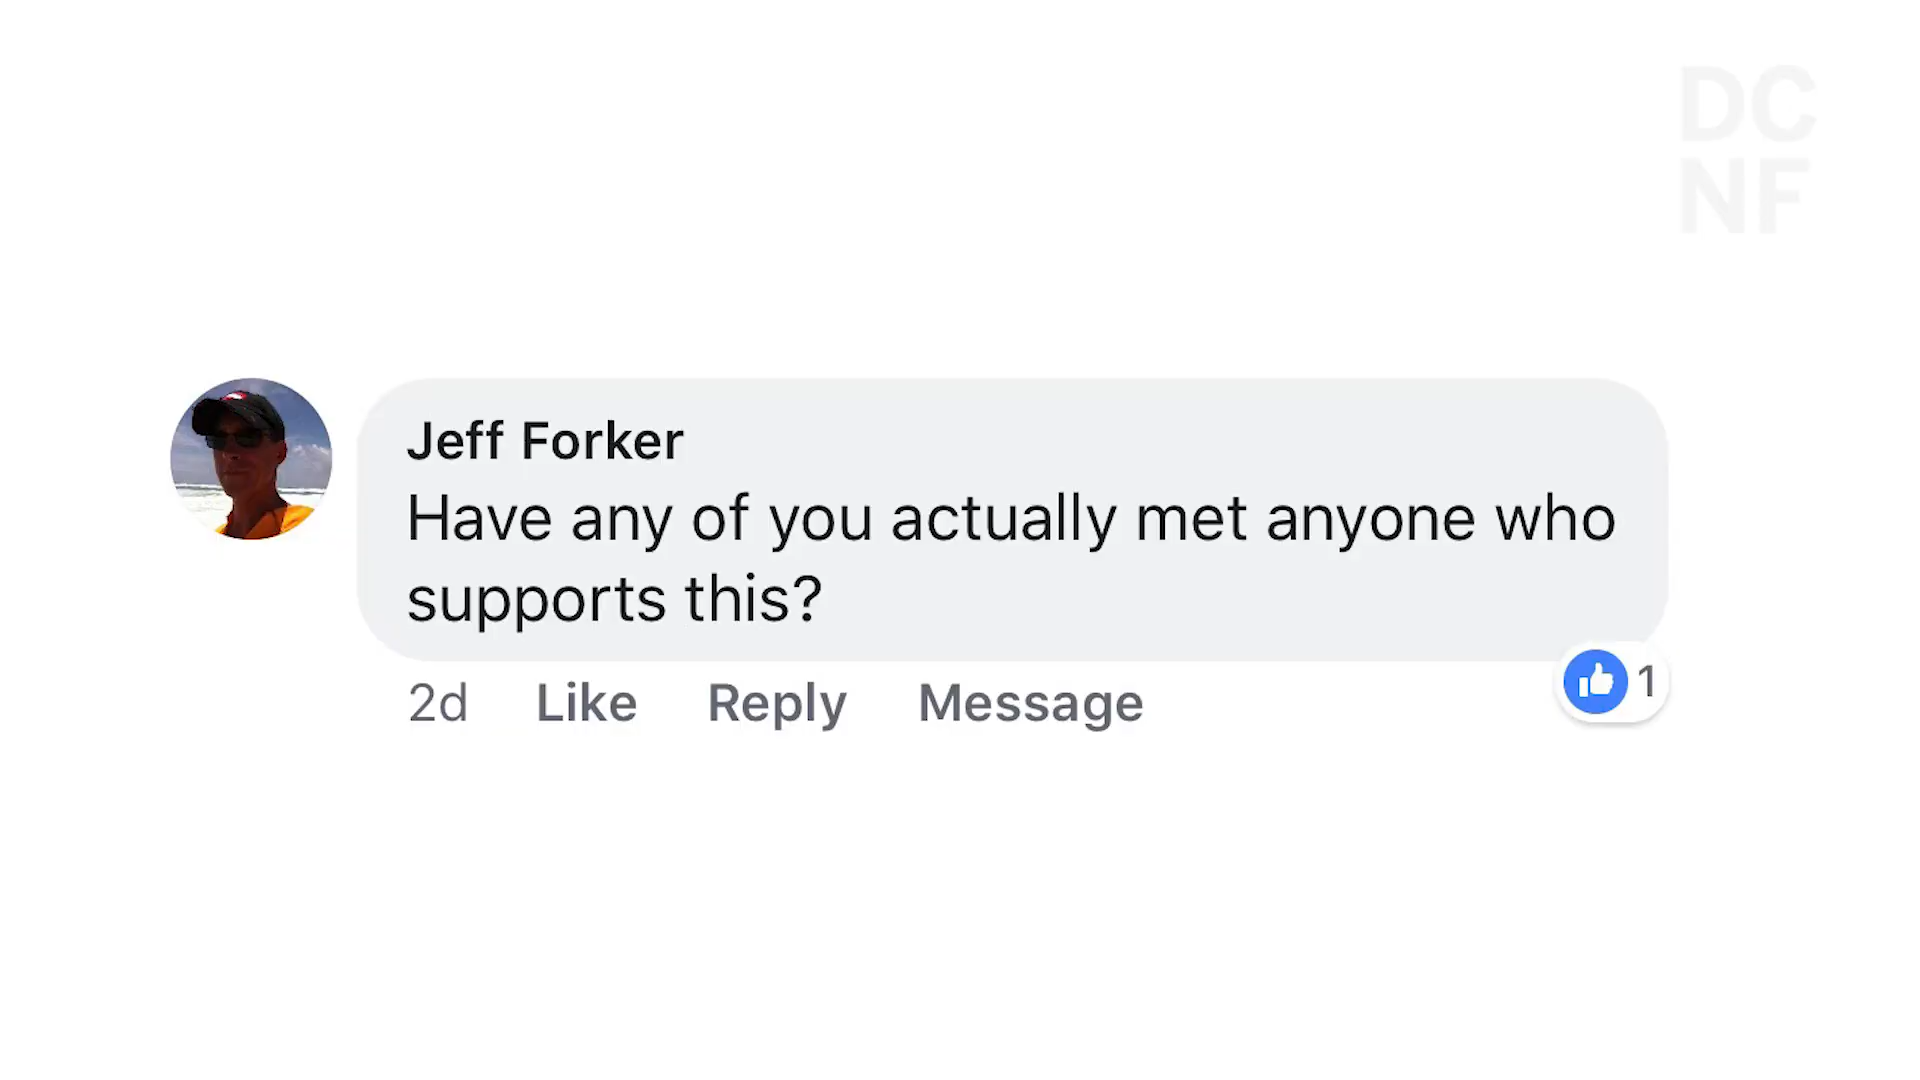 DC
NF
Jeff Forker
Have any of you actually met anyone who
supports this?
2d Like Reply Message 1